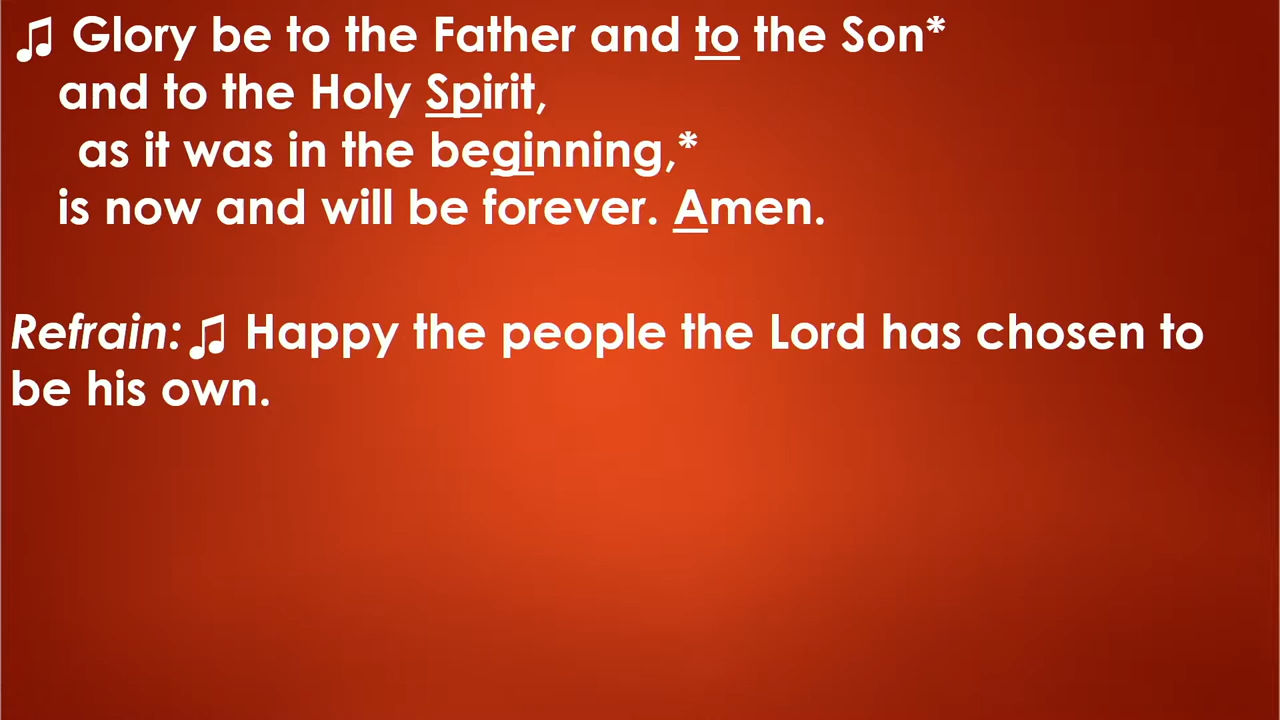 ♫ Glory be to the Father and to the Son*
and to the Holy Spirit,
as it was in the beginning,*
is now and will be forever. Amen.
Refrain:♫ Happy the people the Lord has chosen to
be his own.